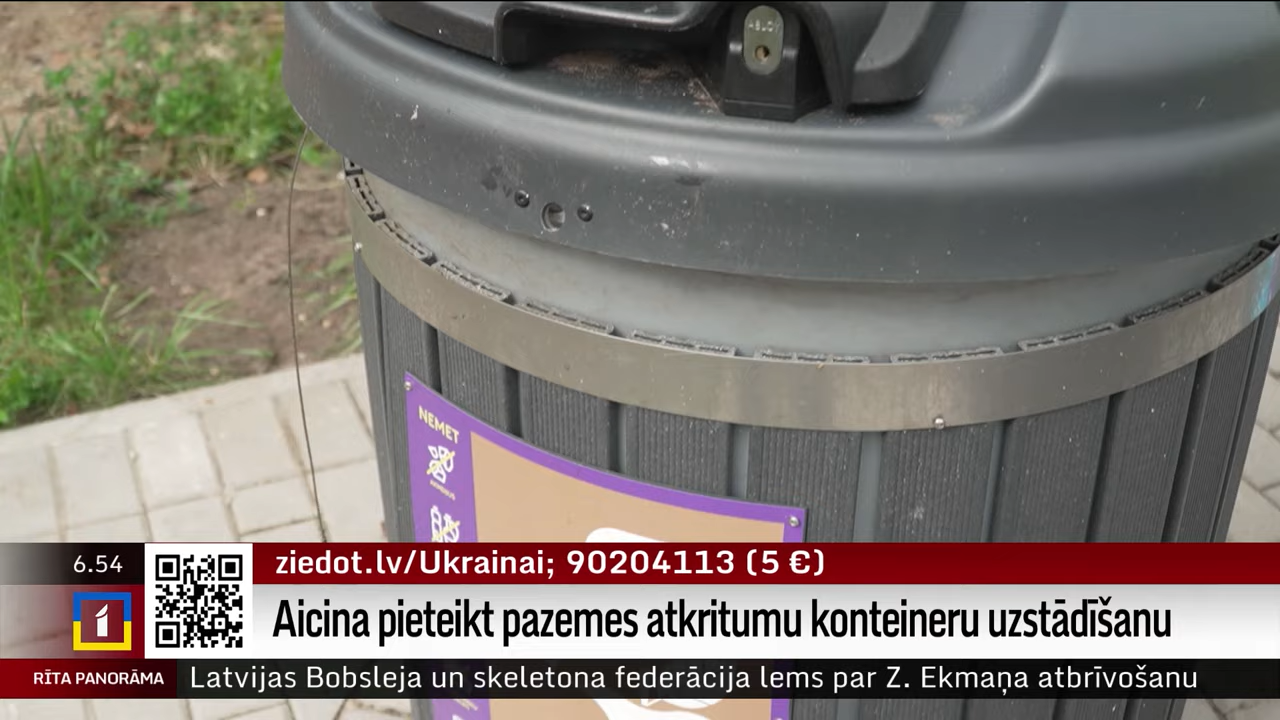 NEMET
6.54
ziedot.lv/Ukrainai; 90204113 (5 €)
1
Aicina pieteikt pazemes atkritumu konteineru uzstādīšanu
RĪTA PANORĀMA
Latvijas Bobsleja un skeletona federācija lems par Z. Ekmaņa atbrīvošanu